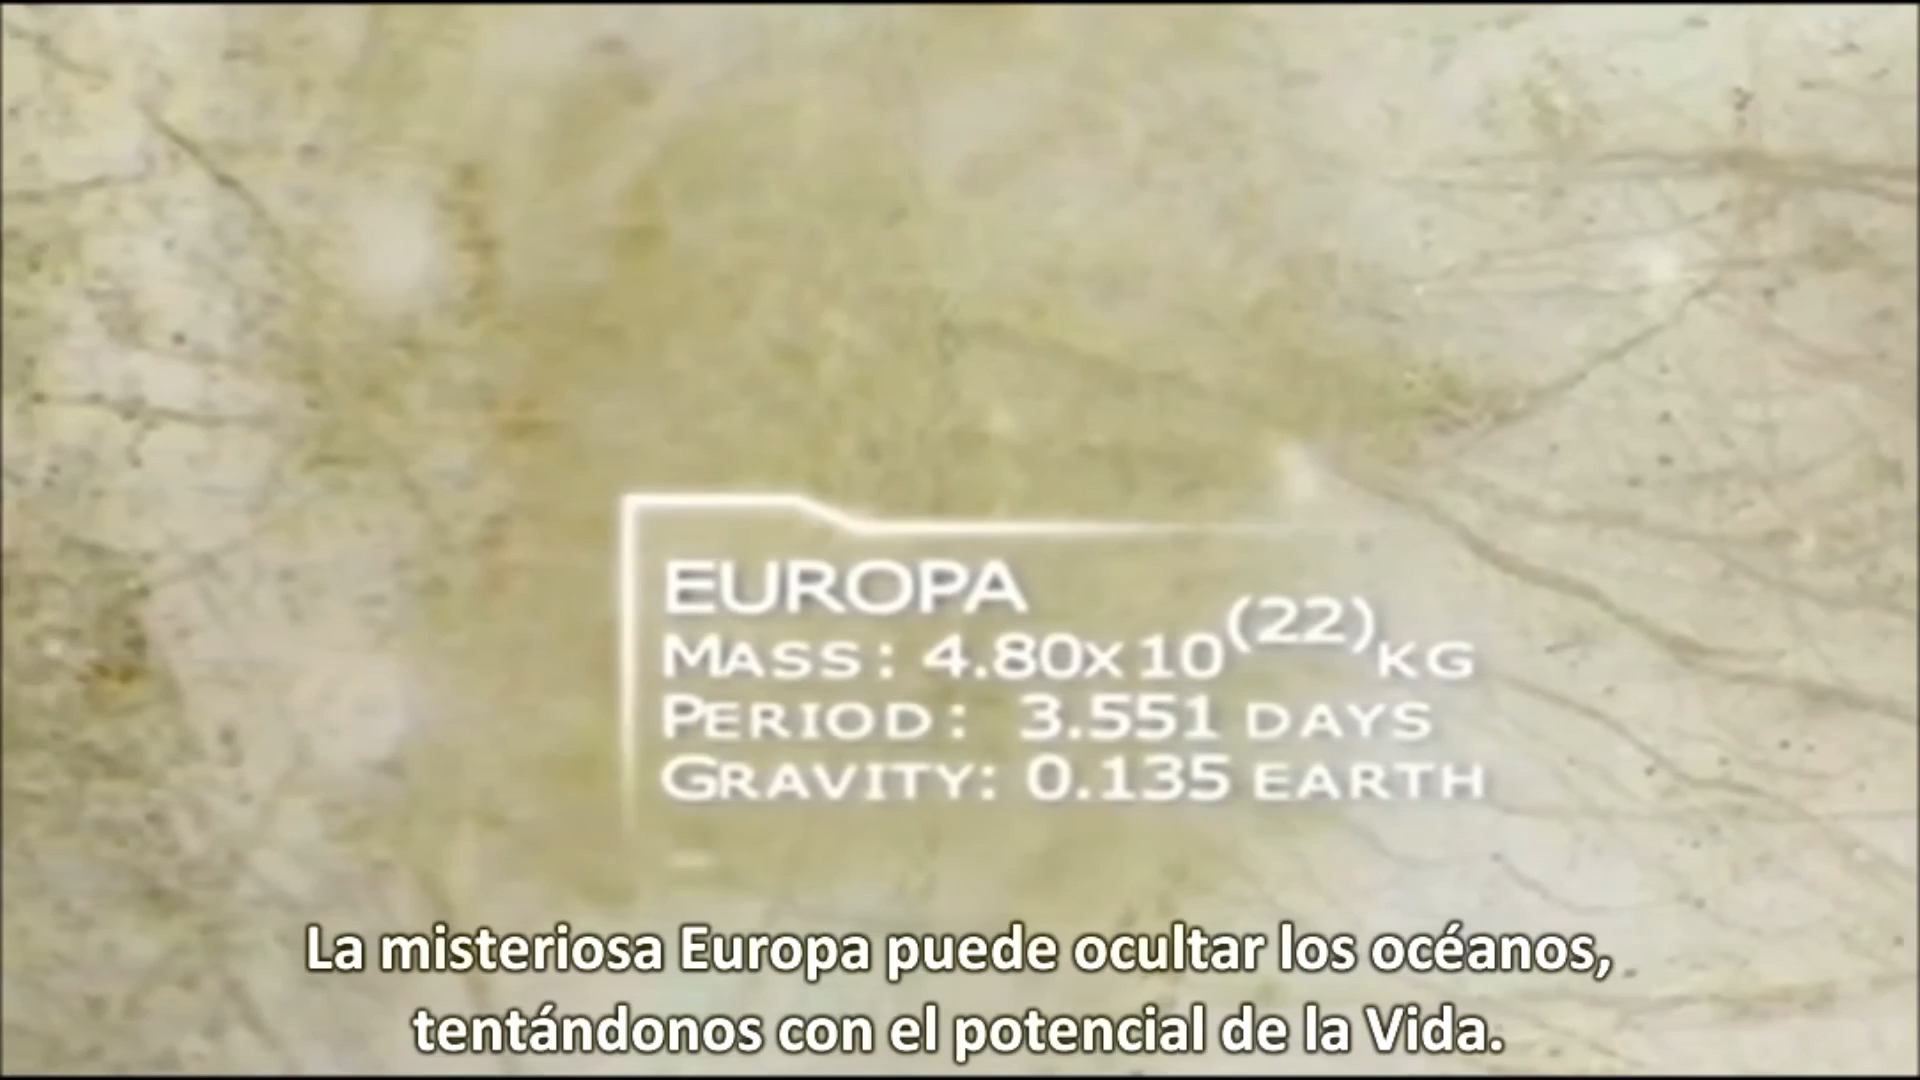 EUROPA
MASS: 4.80x10(22)KG
PERIOD: 3.551 DAYS
GRAVITY: 0.135 EARTH
La misteriosa Europa puede ocultar los océanos,
tentándonos con el potencial de la Vida.